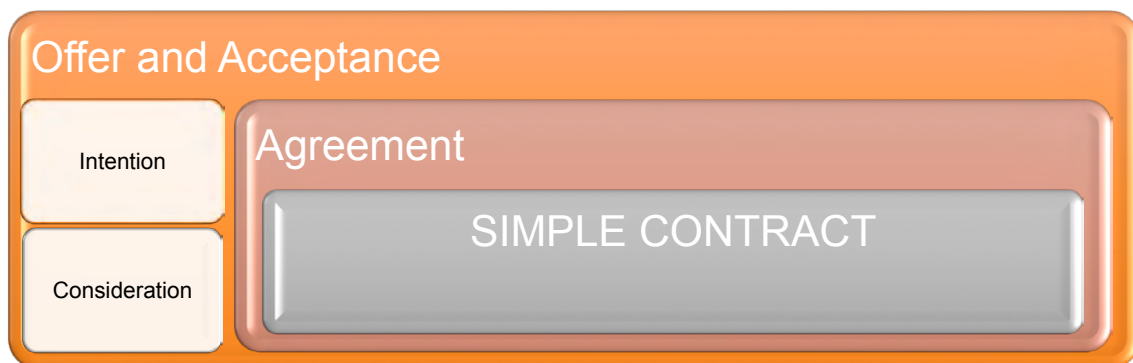 Offer and Acceptance
Intention
Agreement
SIMPLE CONTRACT
Consideration